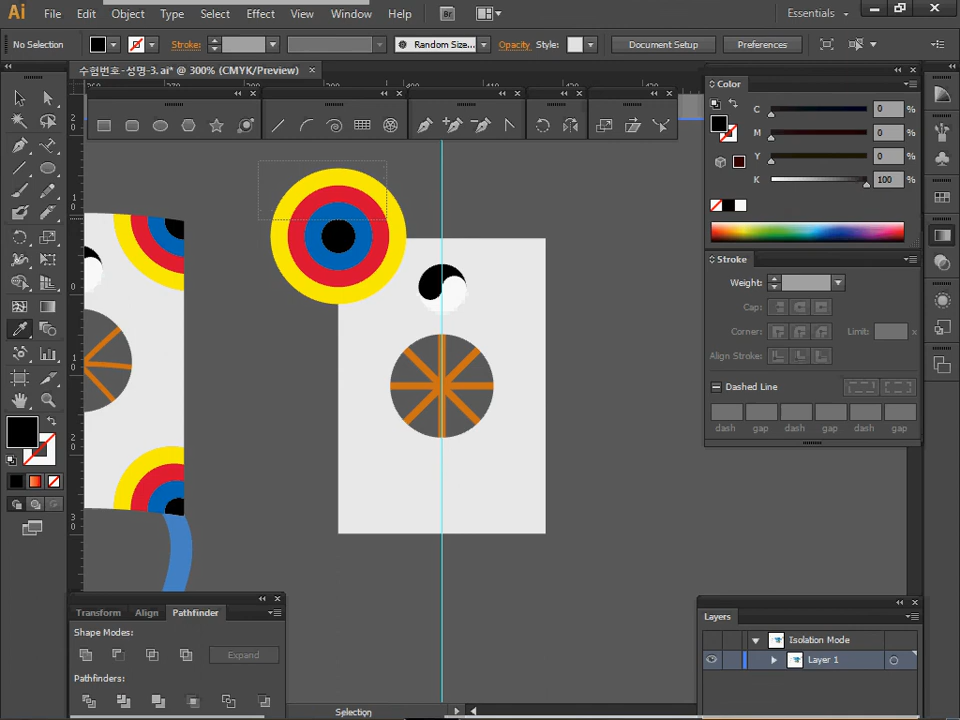 Ai File Edit Object Type Select Effect View Window Help Br Essentials
No Selection Stroke: Random Size... Opacity Style: Document Setup Preferences
수험번호-성명-3.ai* @ 300% (CMYK/Preview)
Color
C 0 %
M 0 %
Y 0 %
K 100 %
Stroke
Weight:
Cap:
Corner: Limit: x
Align Stroke:
Dashed Line
dash gap dash gap dash gap
Transform Align Pathfinder
Shape Modes:
Expand
Pathfinders:
Layers
Isolation Mode
Layer 1
Selection